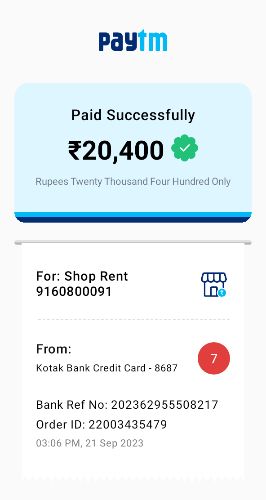 paytm
Paid Successfully
₹20,400
Rupees Twenty Thousand Four Hundred Only
For: Shop Rent
9160800091
From:
Kotak Bank Credit Card - 8687
7
Bank Ref No: 202362955508217
Order ID: 22003435479
03:06 PM, 21 Sep 2023